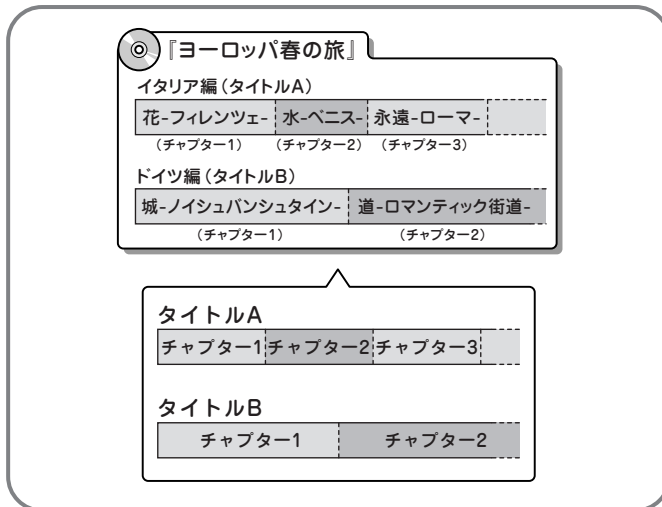 『ヨーロッパ春の旅』
イタリア編(タイトルA)
花-フィレンツェ- 水-ベニス- 永遠-ローマ-
(チャプター1) (チャプター2) (チャプター3)
ドイツ編(タイトルB)
城-ノイシュバンシュタイン- 道-ロマンティック街道-
(チャプター1) (チャプター2)
タイトルA
チャプター1 チャプター2 チャプター3
タイトルB
チャプター1 チャプター2